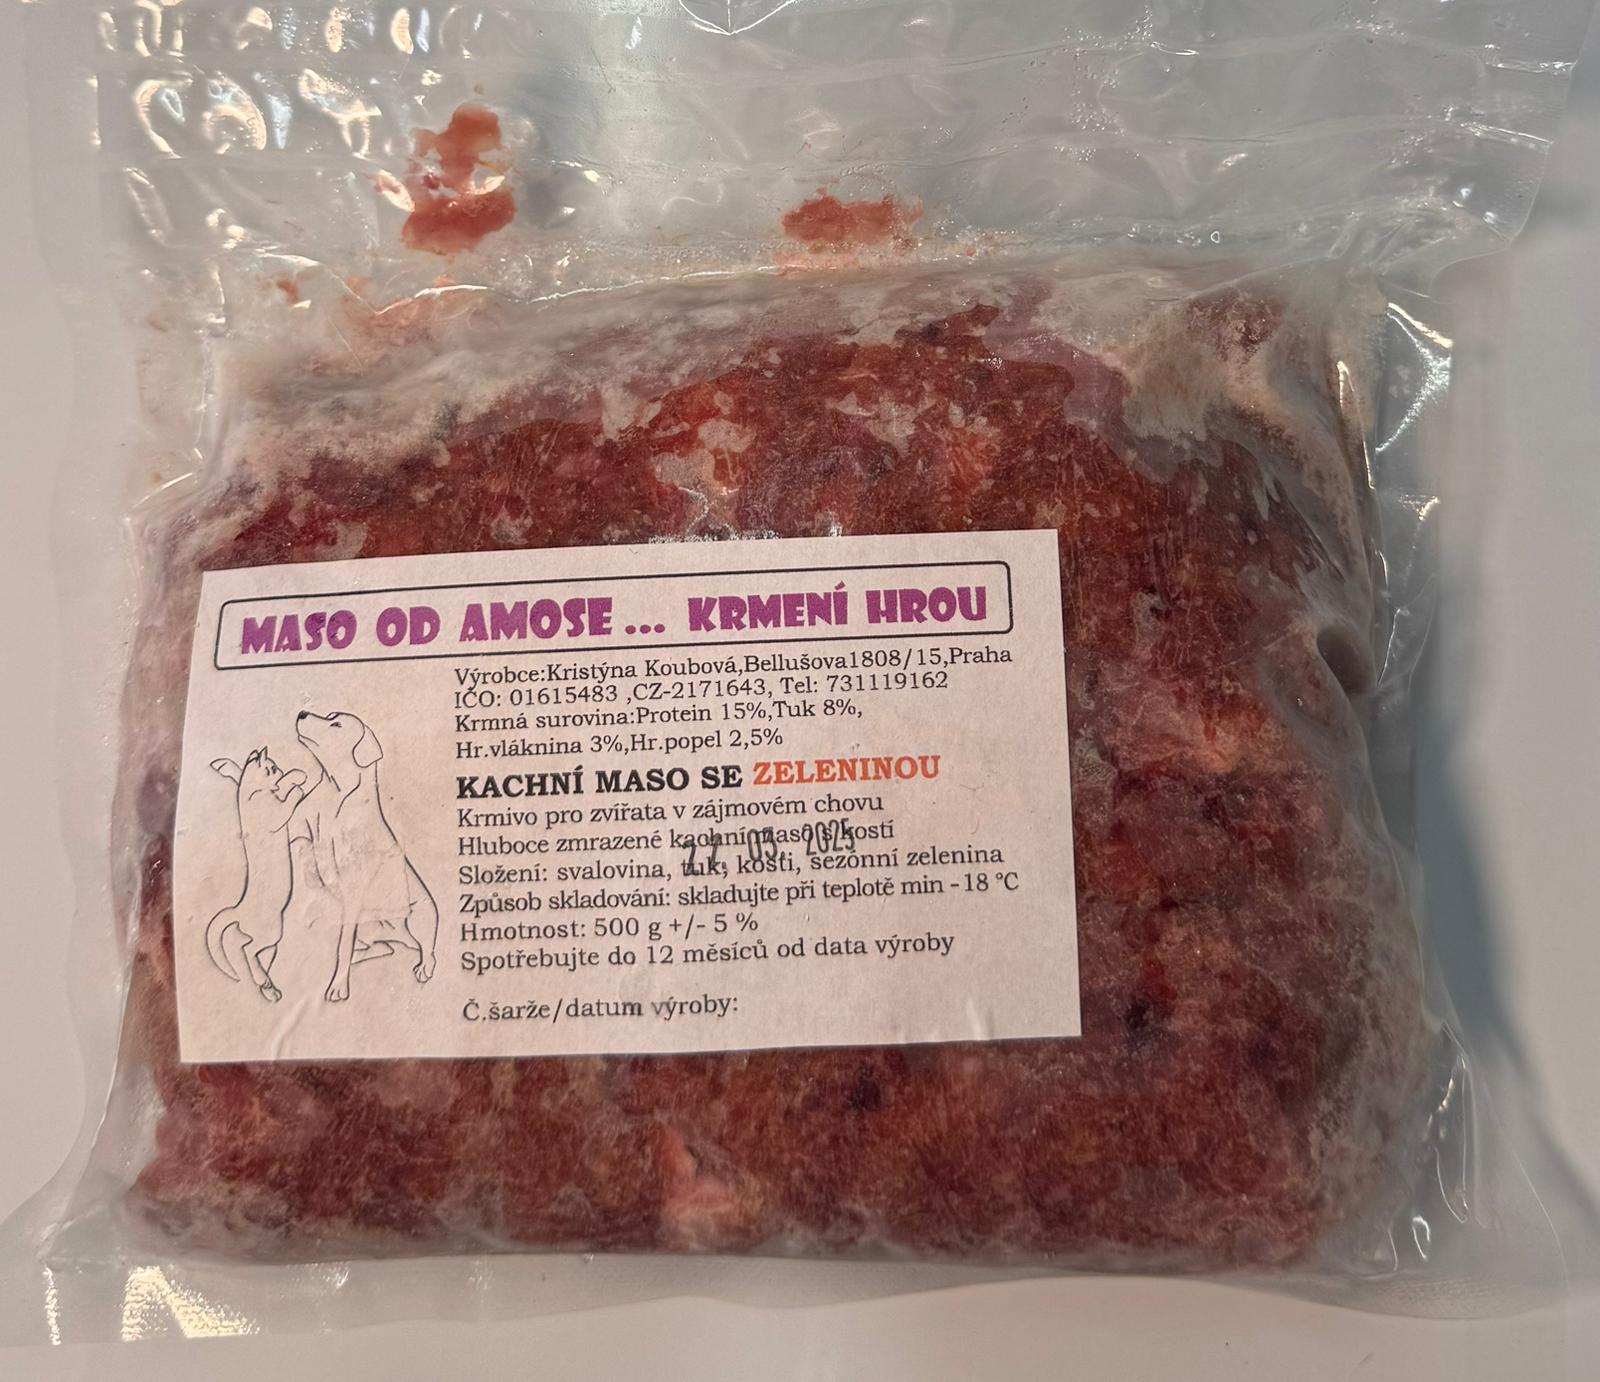 MASO OD AMOSE... KRMENÍ HROU
Výrobce:Kristýna Koubová,Bellušova1808/15,Praha
IČO: 01615483 ,CZ-2171643, Tel: 731119162
Krmná surovina:Protein 15%,Tuk 8%,
Hr.vláknina 3%,Hr.popel 2,5%
KACHNÍ MASO SE ZELENINOU
Krmivo pro zvířata v zájmovém chovu
Hluboce zmrazené kachní maso s kostí
Složení: svalovina, tuk, kosti, sezónní zelenina
Způsob skladování: skladujte při teplotě min -18 °C
Hmotnost: 500 g +/- 5 %
Spotřebujte do 12 měsíců od data výroby
Č.šarže/datum výroby:
03. 2025